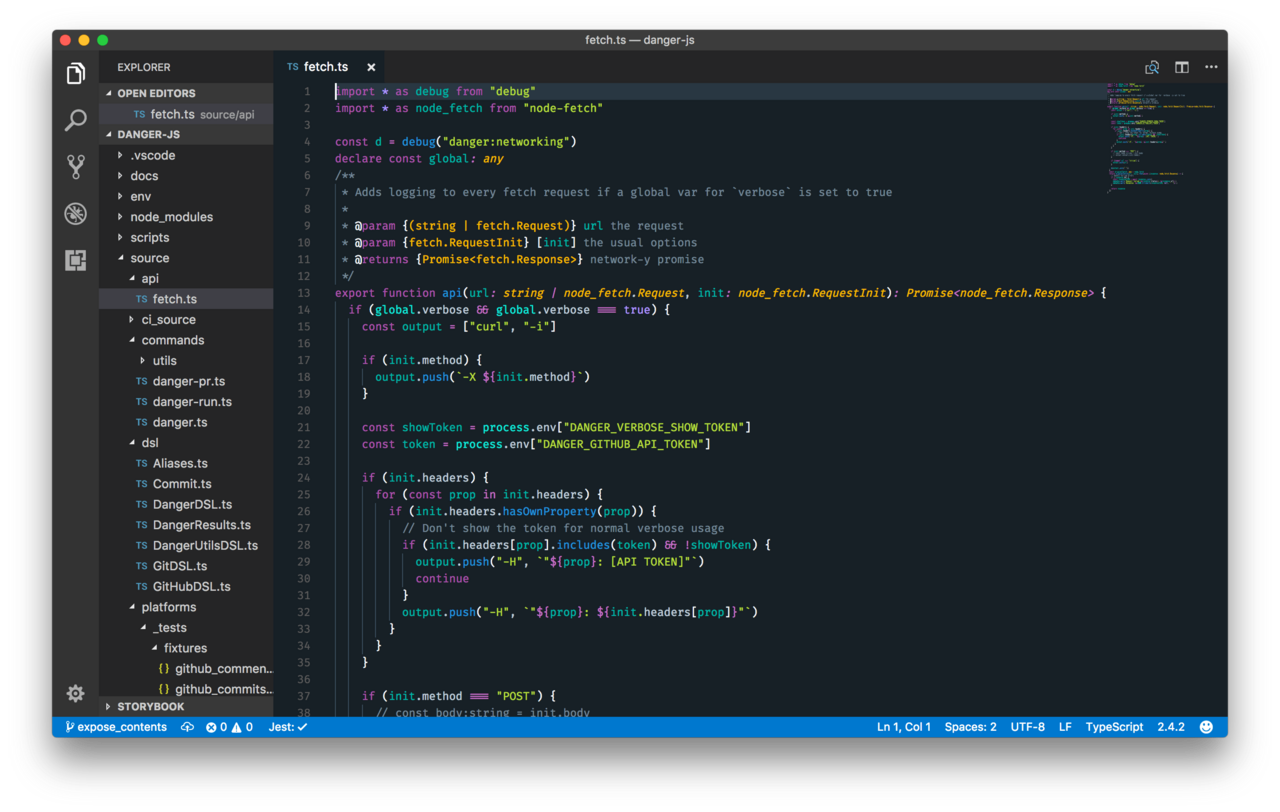 fetch.ts — danger-js
EXPLORER
OPEN EDITORS
TS fetch.ts source/api
DANGER-JS
.vscode
docs
env
node_modules
scripts
source
api
TS fetch.ts
ci_source
commands
utils
TS danger-pr.ts
TS danger-run.ts
TS danger.ts
dsl
TS Aliases.ts
TS Commit.ts
TS DangerDSL.ts
TS DangerResults.ts
TS DangerUtilsDSL.ts
TS GitDSL.ts
TS GitHubDSL.ts
platforms
_tests
fixtures
{} github_commen...
{} github_commits...
STORYBOOK
TS fetch.ts ×
1 import * as debug from "debug"
2 import * as node_fetch from "node-fetch"
3
4 const d = debug("danger:networking")
5 declare const global: any
6 /**
7 * Adds logging to every fetch request if a global var for `verbose` is set to true
8 *
9 * @param {(string | fetch.Request)} url the request
10 * @param {fetch.RequestInit} [init] the usual options
11 * @returns {Promise<fetch.Response>} network-y promise
12 */
13 export function api(url: string | node_fetch.Request, init: node_fetch.RequestInit): Promise<node_fetch.Response> {
14 if (global.verbose && global.verbose === true) {
15 const output = ["curl", "-i"]
16
17 if (init.method) {
18 output.push(`-X ${init.method}`)
19 }
20
21 const showToken = process.env["DANGER_VERBOSE_SHOW_TOKEN"]
22 const token = process.env["DANGER_GITHUB_API_TOKEN"]
23
24 if (init.headers) {
25 for (const prop in init.headers) {
26 if (init.headers.hasOwnProperty(prop)) {
27 // Don't show the token for normal verbose usage
28 if (init.headers[prop].includes(token) && !showToken) {
29 output.push("-H", `"${prop}: [API TOKEN]"`)
30 continue
31 }
32 output.push("-H", `"${prop}: ${init.headers[prop]}"`)
33 }
34 }
35 }
36
37 if (init.method === "POST") {
38 // const body:string = init.body
expose_contents 0 0 Jest: ✓
Ln 1, Col 1 Spaces: 2 UTF-8 LF TypeScript 2.4.2